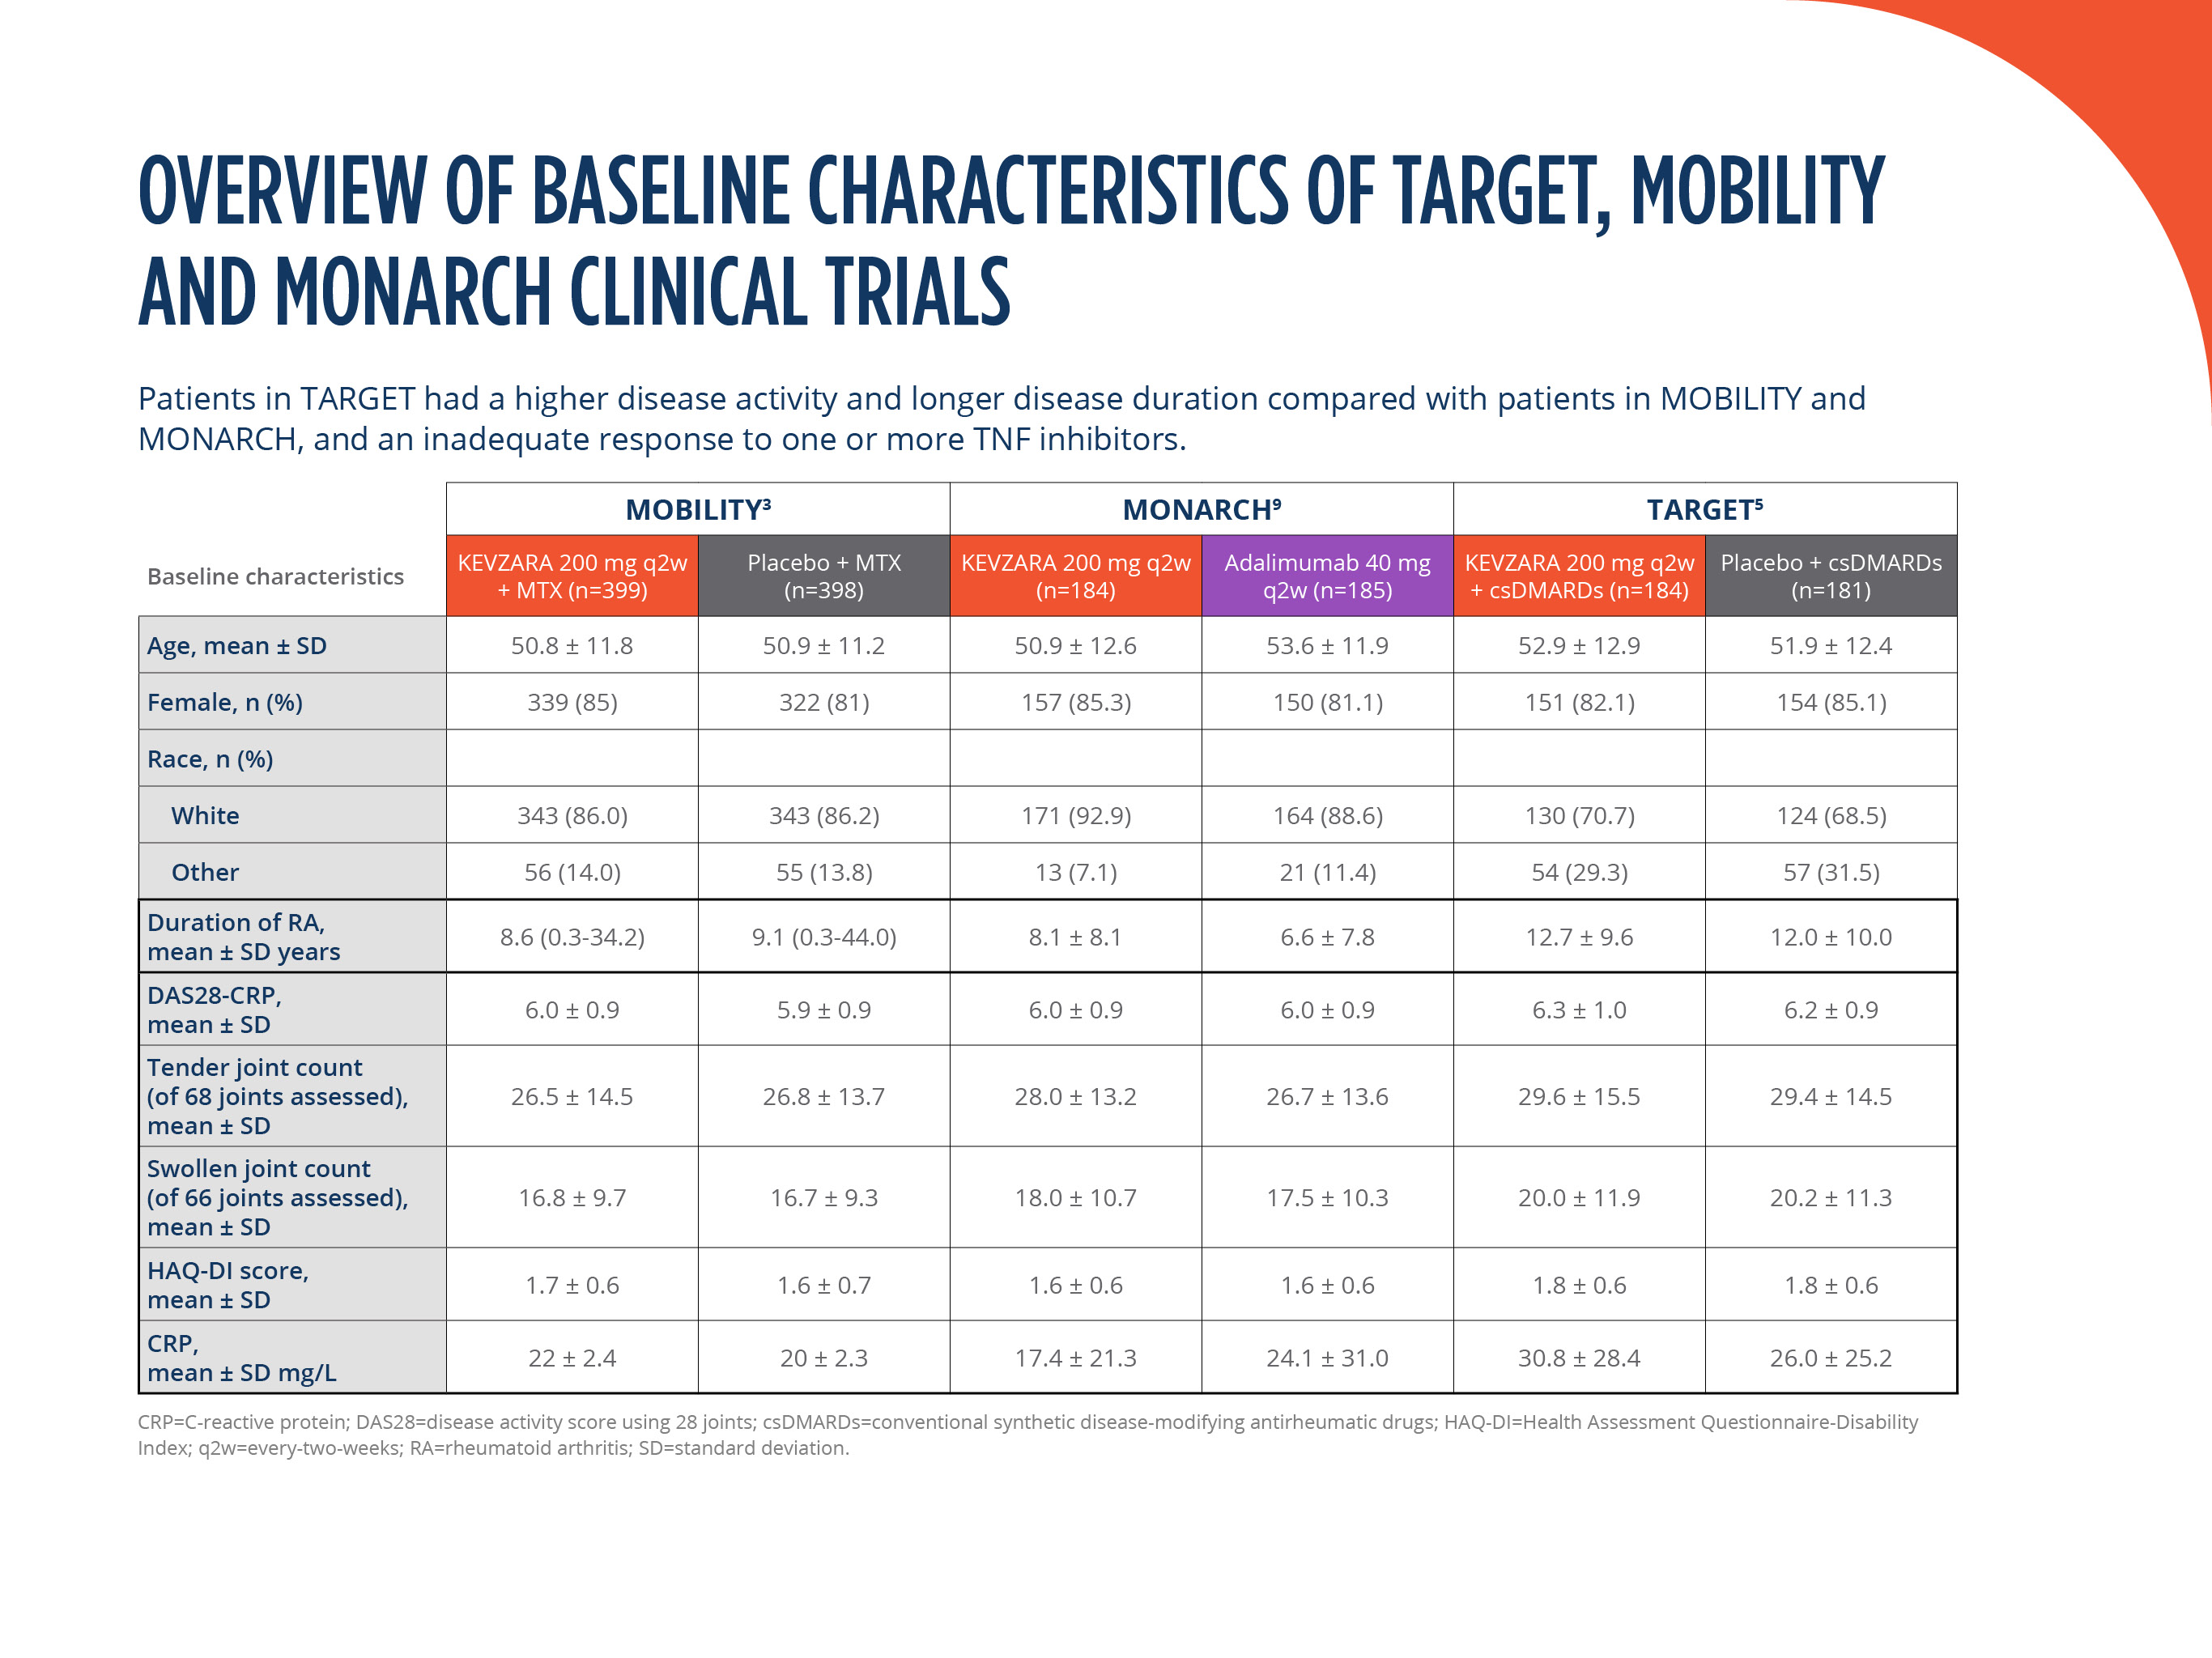 OVERVIEW OF BASELINE CHARACTERISTICS OF TARGET, MOBILITY
AND MONARCH CLINICAL TRIALS
Patients in TARGET had a higher disease activity and longer disease duration compared with patients in MOBILITY and
MONARCH, and an inadequate response to one or more TNF inhibitors.
MOBILITY³ MONARCH⁹ TARGET⁵
Baseline characteristics
KEVZARA 200 mg q2w
+ MTX (n=399)
Placebo + MTX
(n=398)
KEVZARA 200 mg q2w
(n=184)
Adalimumab 40 mg
q2w (n=185)
KEVZARA 200 mg q2w
+ csDMARDs (n=184)
Placebo + csDMARDs
(n=181)
Age, mean ± SD 50.8 ± 11.8 50.9 ± 11.2 50.9 ± 12.6 53.6 ± 11.9 52.9 ± 12.9 51.9 ± 12.4
Female, n (%) 339 (85) 322 (81) 157 (85.3) 150 (81.1) 151 (82.1) 154 (85.1)
Race, n (%)
White 343 (86.0) 343 (86.2) 171 (92.9) 164 (88.6) 130 (70.7) 124 (68.5)
Other 56 (14.0) 55 (13.8) 13 (7.1) 21 (11.4) 54 (29.3) 57 (31.5)
Duration of RA,
mean ± SD years
8.6 (0.3-34.2) 9.1 (0.3-44.0) 8.1 ± 8.1 6.6 ± 7.8 12.7 ± 9.6 12.0 ± 10.0
DAS28-CRP,
mean ± SD
6.0 ± 0.9 5.9 ± 0.9 6.0 ± 0.9 6.0 ± 0.9 6.3 ± 1.0 6.2 ± 0.9
Tender joint count
(of 68 joints assessed),
mean ± SD
26.5 ± 14.5 26.8 ± 13.7 28.0 ± 13.2 26.7 ± 13.6 29.6 ± 15.5 29.4 ± 14.5
Swollen joint count
(of 66 joints assessed),
mean ± SD
16.8 ± 9.7 16.7 ± 9.3 18.0 ± 10.7 17.5 ± 10.3 20.0 ± 11.9 20.2 ± 11.3
HAQ-DI score,
mean ± SD
1.7 ± 0.6 1.6 ± 0.7 1.6 ± 0.6 1.6 ± 0.6 1.8 ± 0.6 1.8 ± 0.6
CRP,
mean ± SD mg/L
22 ± 2.4 20 ± 2.3 17.4 ± 21.3 24.1 ± 31.0 30.8 ± 28.4 26.0 ± 25.2
CRP=C-reactive protein; DAS28=disease activity score using 28 joints; csDMARDs=conventional synthetic disease-modifying antirheumatic drugs; HAQ-DI=Health Assessment Questionnaire-Disability
Index; q2w=every-two-weeks; RA=rheumatoid arthritis; SD=standard deviation.